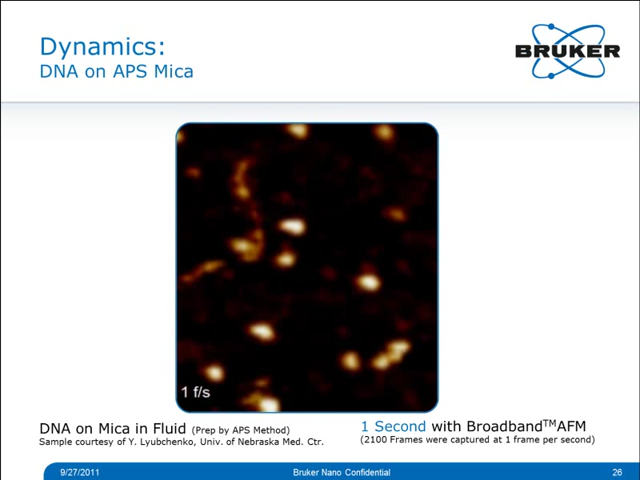 Dynamics:
DNA on APS Mica
BRUKER
1 f/s
DNA on Mica in Fluid (Prep by APS Method)
Sample courtesy of Y. Lyubchenko, Univ. of Nebraska Med. Ctr.
1 Second with Broadband™AFM
(2100 Frames were captured at 1 frame per second)
9/27/2011
Bruker Nano Confidential
26